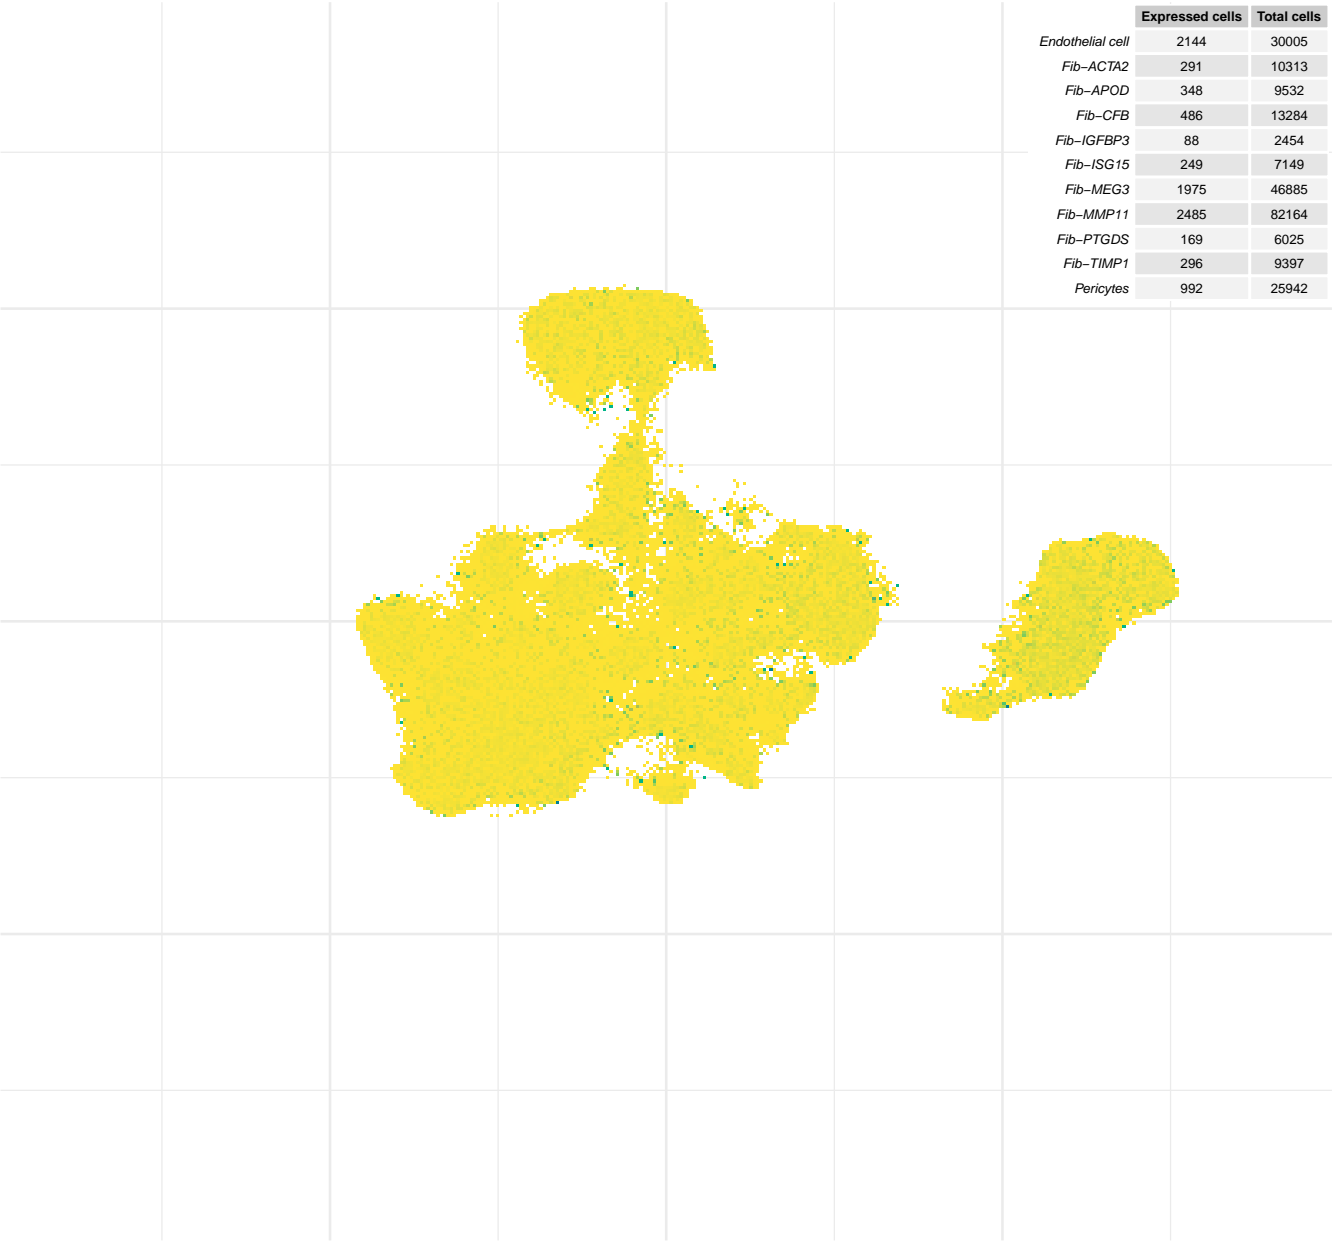 Expressed cells Total cells
Endothelial cell 2144 30005
Fib−ACTA2 291 10313
Fib−APOD 348 9532
Fib−CFB 486 13284
Fib−IGFBP3 88 2454
Fib−ISG15 249 7149
Fib−MEG3 1975 46885
Fib−MMP11 2485 82164
Fib−PTGDS 169 6025
Fib−TIMP1 296 9397
Pericytes 992 25942